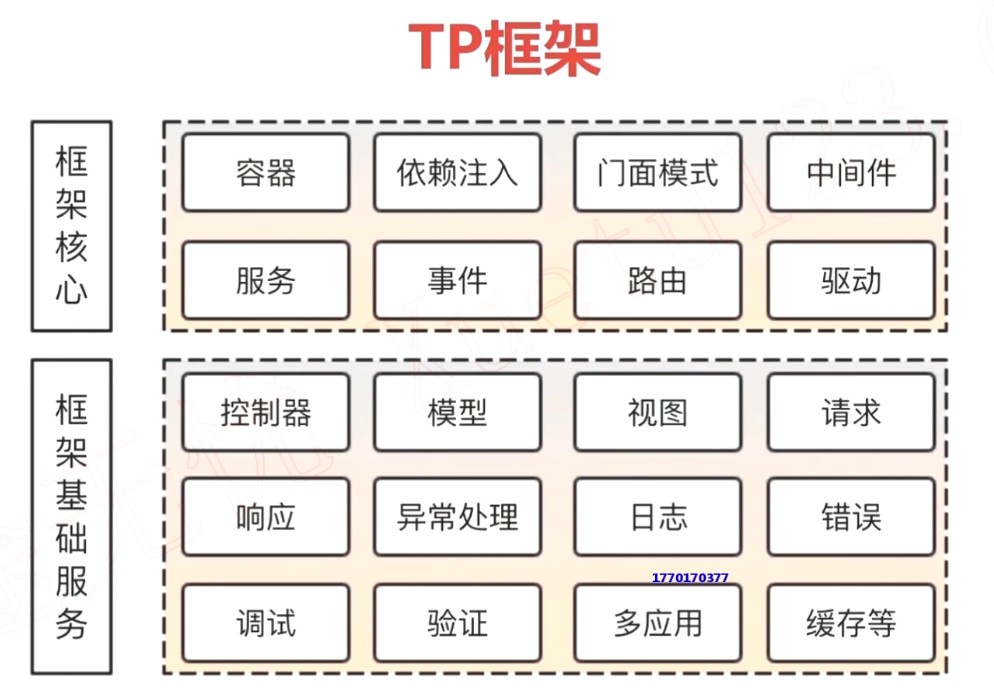 TP框架
框架核心
容器 依赖注入 门面模式 中间件
服务 事件 路由 驱动
框架基础服务
控制器 模型 视图 请求
响应 异常处理 日志 错误
1770170377
调试 验证 多应用 缓存等